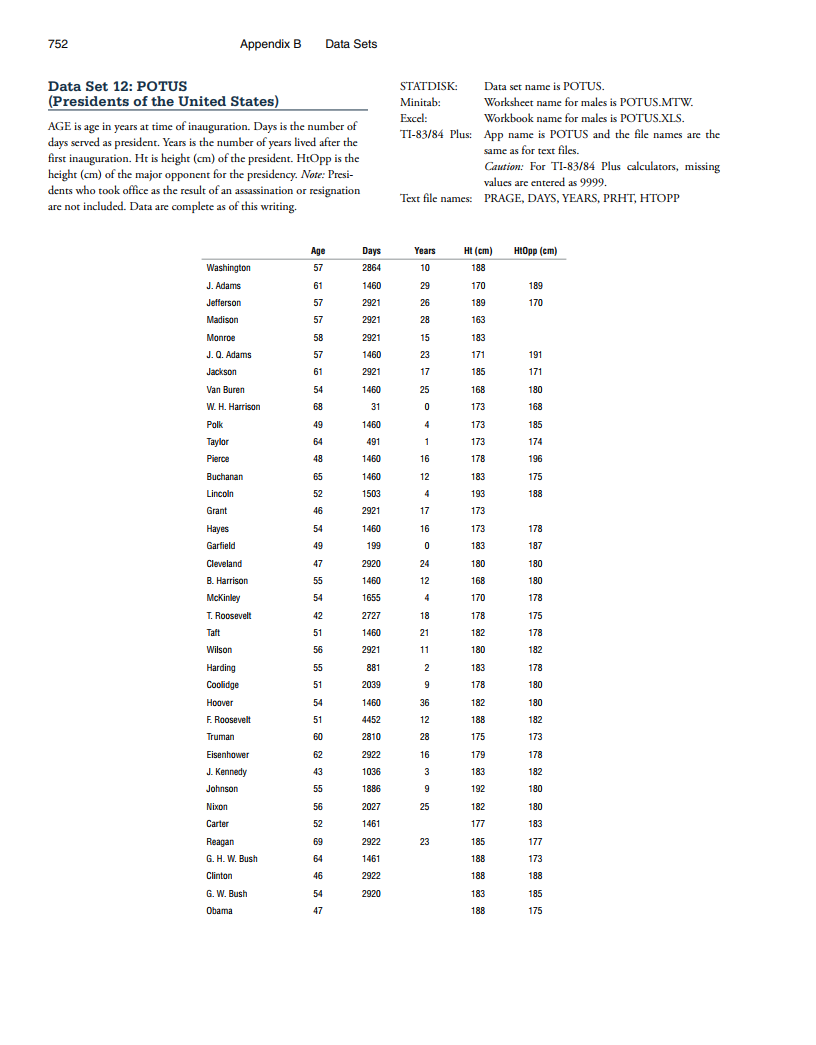 752 Appendix B Data Sets
Data Set 12: POTUS
(Presidents of the United States)
AGE is age in years at time of inauguration. Days is the number of
days served as president. Years is the number of years lived after the
first inauguration. Ht is height (cm) of the president. HtOpp is the
height (cm) of the major opponent for the presidency. Note: Presi-
dents who took office as the result of an assassination or resignation
are not included. Data are complete as of this writing.
STATDISK: Data set name is POTUS.
Minitab: Worksheet name for males is POTUS.MTW.
Excel: Workbook name for males is POTUS.XLS.
TI-83/84 Plus: App name is POTUS and the file names are the
same as for text files.
Caution: For TI-83/84 Plus calculators, missing
values are entered as 9999.
Text file names: PRAGE, DAYS, YEARS, PRHT, HTOPP
Age Days Years Ht (cm) HtOpp (cm)
Washington 57 2864 10 188
J. Adams 61 1460 29 170 189
Jefferson 57 2921 26 189 170
Madison 57 2921 28 163
Monroe 58 2921 15 183
J. Q. Adams 57 1460 23 171 191
Jackson 61 2921 17 185 171
Van Buren 54 1460 25 168 180
W. H. Harrison 68 31 0 173 168
Polk 49 1460 4 173 185
Taylor 64 491 1 173 174
Pierce 48 1460 16 178 196
Buchanan 65 1460 12 183 175
Lincoln 52 1503 4 193 188
Grant 46 2921 17 173
Hayes 54 1460 16 173 178
Garfield 49 199 0 183 187
Cleveland 47 2920 24 180 180
B. Harrison 55 1460 12 168 180
McKinley 54 1655 4 170 178
T. Roosevelt 42 2727 18 178 175
Taft 51 1460 21 182 178
Wilson 56 2921 11 180 182
Harding 55 881 2 183 178
Coolidge 51 2039 9 178 180
Hoover 54 1460 36 182 180
F. Roosevelt 51 4452 12 188 182
Truman 60 2810 28 175 173
Eisenhower 62 2922 16 179 178
J. Kennedy 43 1036 3 183 182
Johnson 55 1886 9 192 180
Nixon 56 2027 25 182 180
Carter 52 1461 177 183
Reagan 69 2922 23 185 177
G. H. W. Bush 64 1461 188 173
Clinton 46 2922 188 188
G. W. Bush 54 2920 183 185
Obama 47 188 175